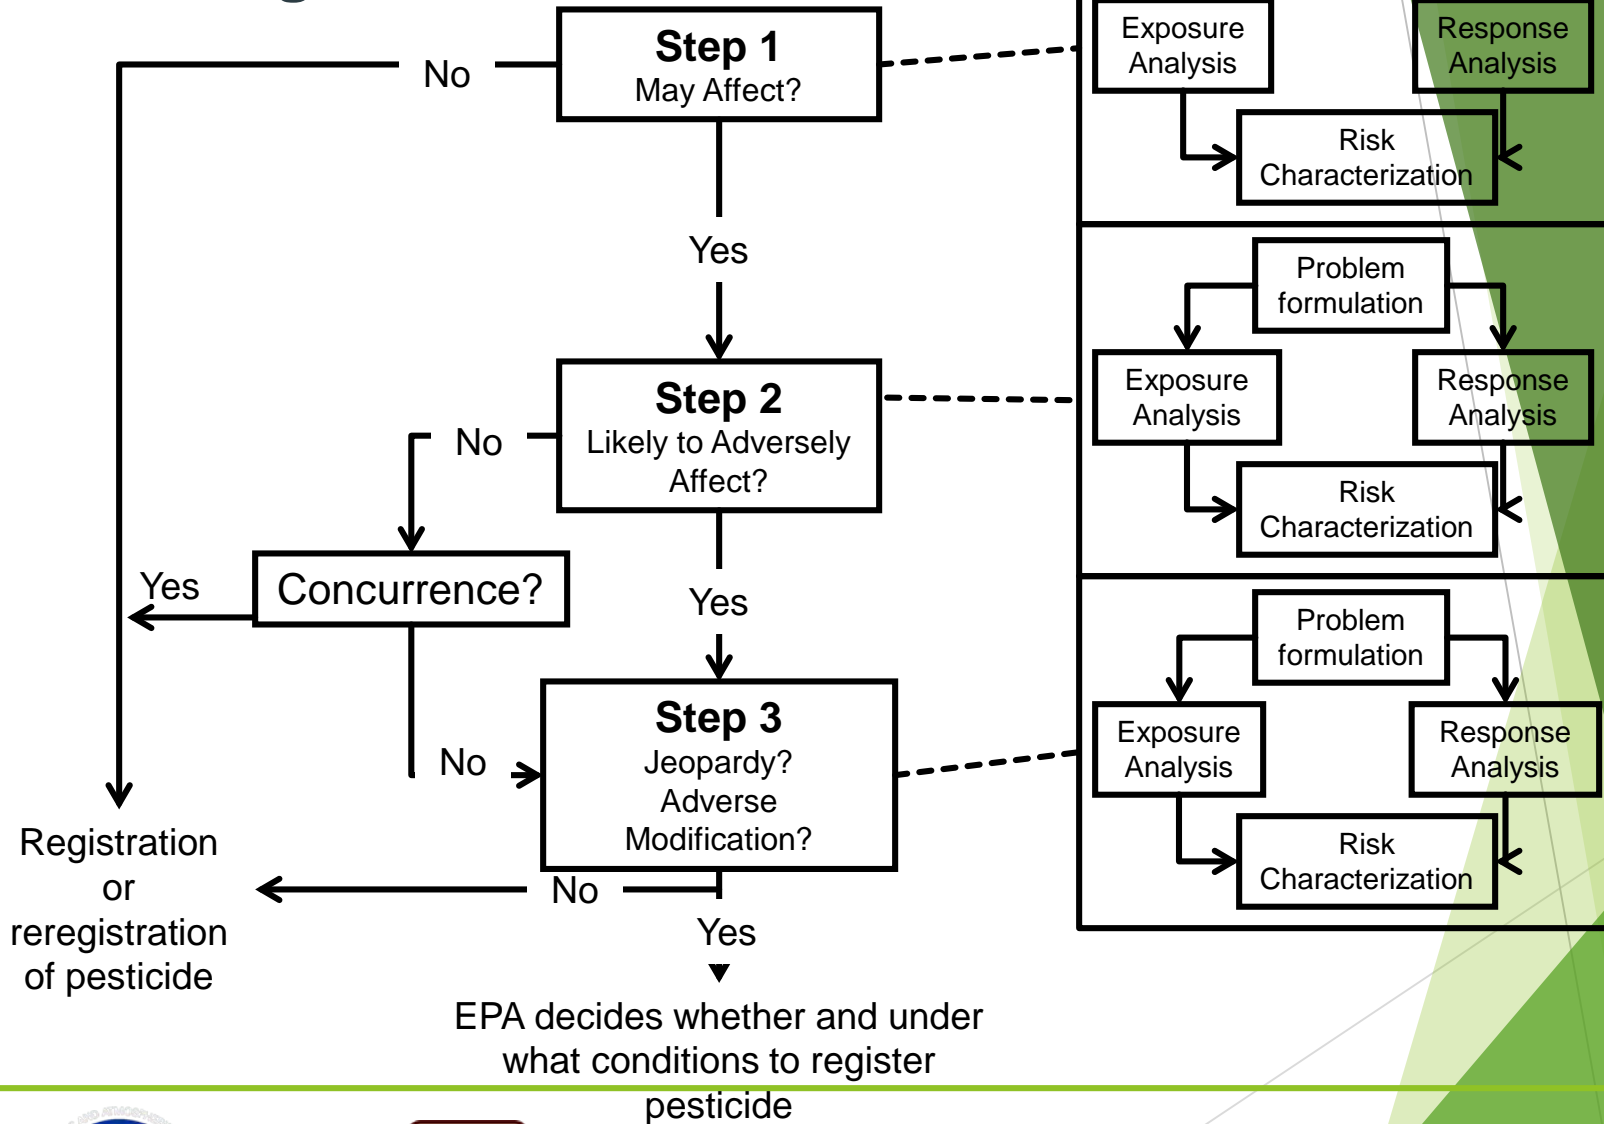 Step 1
May Affect?
No
Yes
Step 2
Likely to Adversely
Affect?
No
Concurrence?
Yes
Yes
No
Step 3
Jeopardy?
Adverse
Modification?
No
Yes
Registration
or
reregistration
of pesticide
EPA decides whether and under
what conditions to register
pesticide
Exposure
Analysis
Response
Analysis
Risk
Characterization
Problem
formulation
Exposure
Analysis
Response
Analysis
Risk
Characterization
Problem
formulation
Exposure
Analysis
Response
Analysis
Risk
Characterization
AND ATMOSPHE